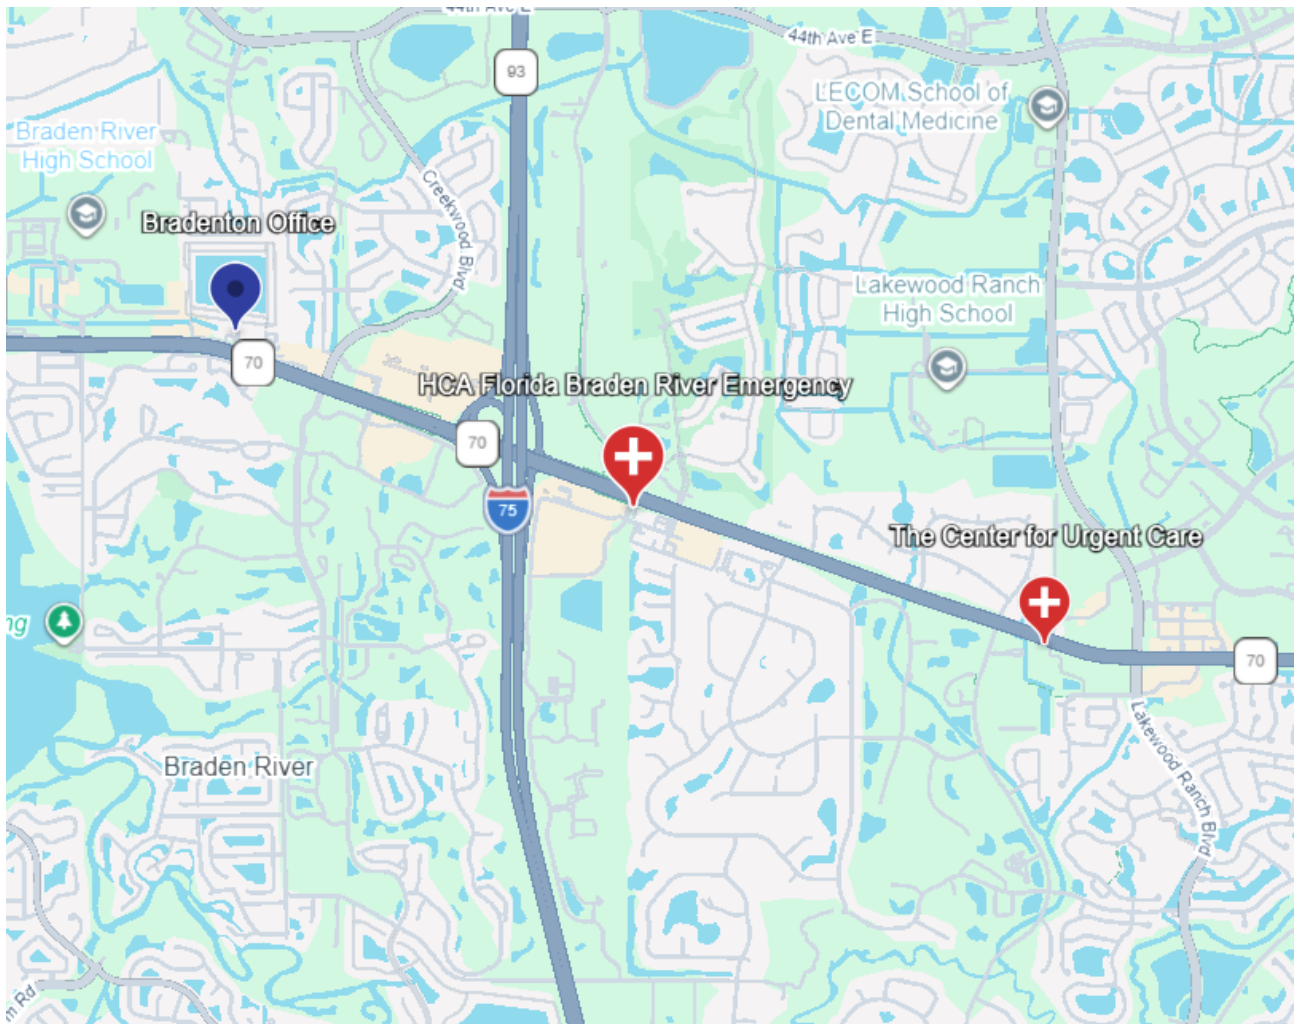 93
44th Ave E
LECOM School of
Dental Medicine
Braden River
High School
Creekwood Blvd
Bradenton Office
Lakewood Ranch
High School
70
HCA Florida Braden River Emergency
70
75
The Center for Urgent Care
ng
70
Lakewood Ranch Blvd
Braden River
m Rd